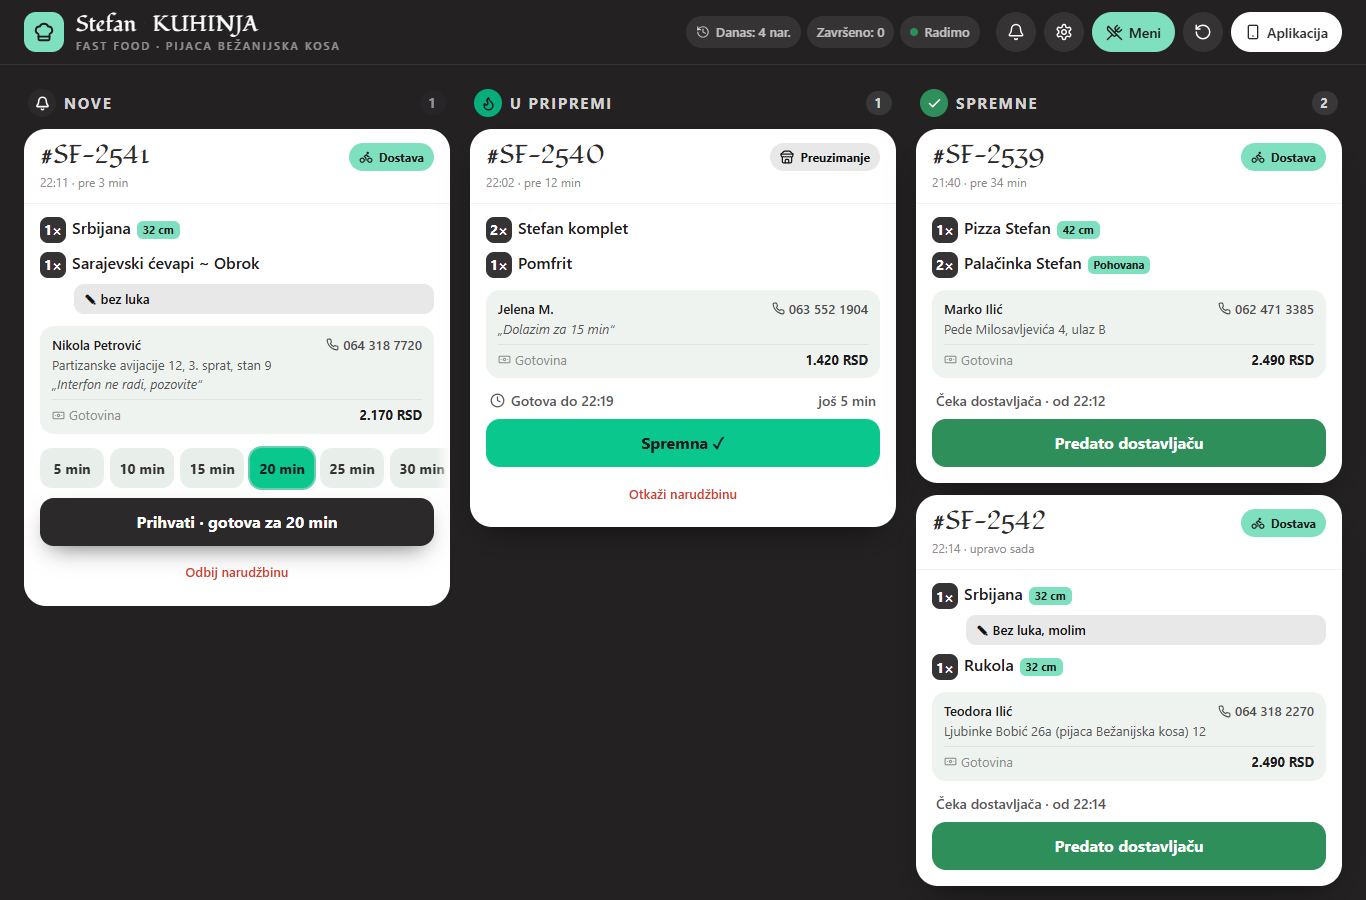 Stefan KUHINJA
FAST FOOD · PIJACA BEŽANIJSKA KOSA
Danas: 4 nar.
Završeno: 0
Radimo
Meni
Aplikacija
NOVE
1
#SF-2541
Dostava
22:11 · pre 3 min
1× Srbijana 32 cm
1× Sarajevski ćevapi ~ Obrok
bez luka
Nikola Petrović
064 318 7720
Partizanske avijacije 12, 3. sprat, stan 9
„Interfon ne radi, pozovite“
Gotovina
2.170 RSD
5 min
10 min
15 min
20 min
25 min
30 min
Prihvati · gotova za 20 min
Odbij narudžbinu
U PRIPREMI
1
#SF-2540
Preuzimanje
22:02 · pre 12 min
2× Stefan komplet
1× Pomfrit
Jelena M.
063 552 1904
„Dolazim za 15 min“
Gotovina
1.420 RSD
Gotova do 22:19
još 5 min
Spremna ✓
Otkaži narudžbinu
SPREMNE
2
#SF-2539
Dostava
21:40 · pre 34 min
1× Pizza Stefan 42 cm
2× Palačinka Stefan Pohovana
Marko Ilić
062 471 3385
Pede Milosavljevića 4, ulaz B
Gotovina
2.490 RSD
Čeka dostavljača · od 22:12
Predato dostavljaču
#SF-2542
Dostava
22:14 · upravo sada
1× Srbijana 32 cm
Bez luka, molim
1× Rukola 32 cm
Teodora Ilić
064 318 2270
Ljubinke Bobić 26a (pijaca Bežanijska kosa) 12
Gotovina
2.490 RSD
Čeka dostavljača · od 22:14
Predato dostavljaču